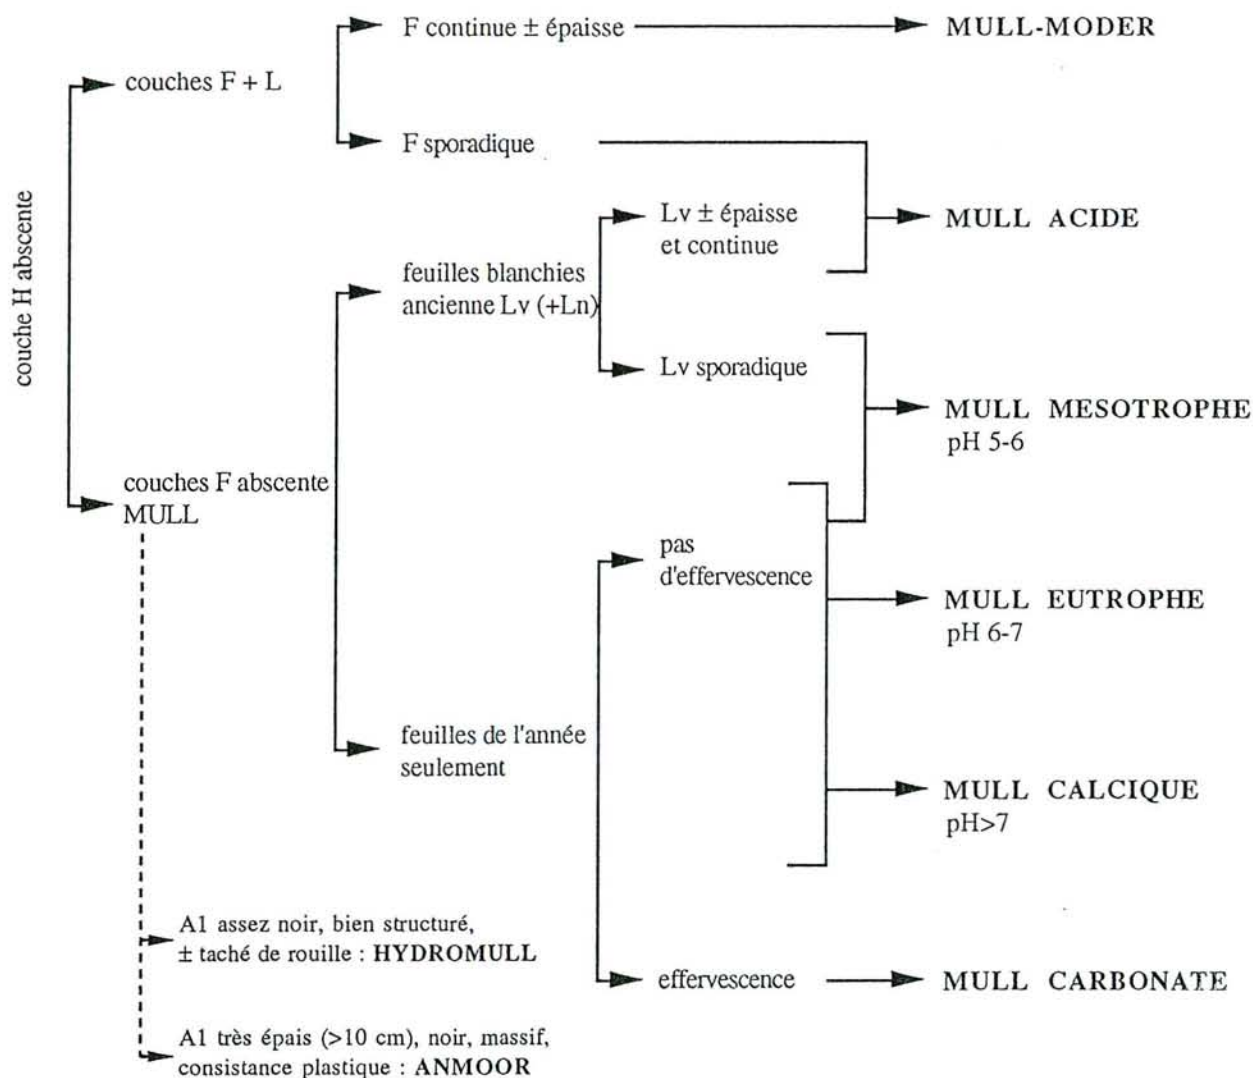 couche H abscente
couches F + L
F continue ± épaisse
MULL-MODER
F sporadique
Lv ± épaisse
et continue
MULL ACIDE
feuilles blanchies
ancienne Lv (+Ln)
Lv sporadique
MULL MESOTROPHE
pH 5-6
couches F abscente
MULL
pas
d'effervescence
MULL EUTROPHE
pH 6-7
feuilles de l'année
seulement
MULL CALCIQUE
pH>7
A1 assez noir, bien structuré,
± taché de rouille : HYDROMULL
effervescence
MULL CARBONATE
A1 très épais (>10 cm), noir, massif,
consistance plastique : ANMOOR